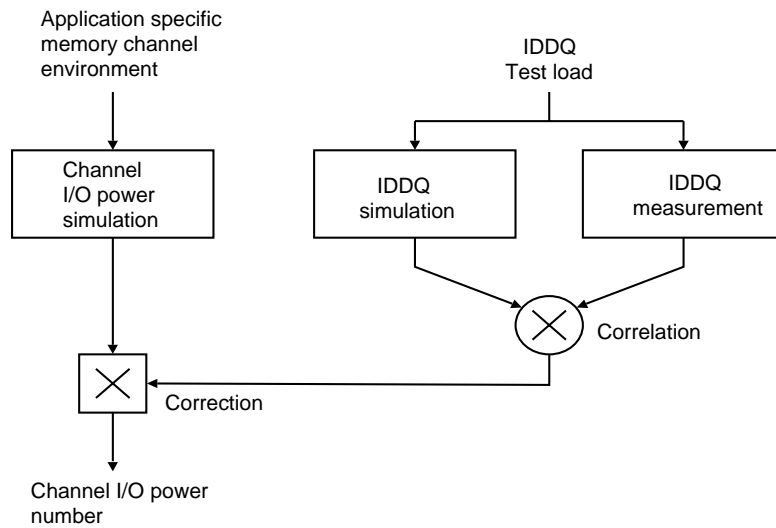 Application specific
memory channel
environment
IDDQ
Test load
Channel
I/O power
simulation
IDDQ
simulation
IDDQ
measurement
Correlation
Correction
Channel I/O power
number